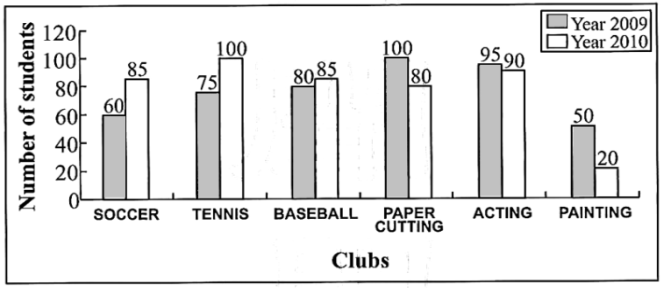 Year 2009
Year 2010
Number of students
120
100
80
60
40
20
0
60
85
75
100
80
85
100
80
95
90
50
20
SOCCER
TENNIS
BASEBALL
PAPER
CUTTING
ACTING
PAINTING
Clubs